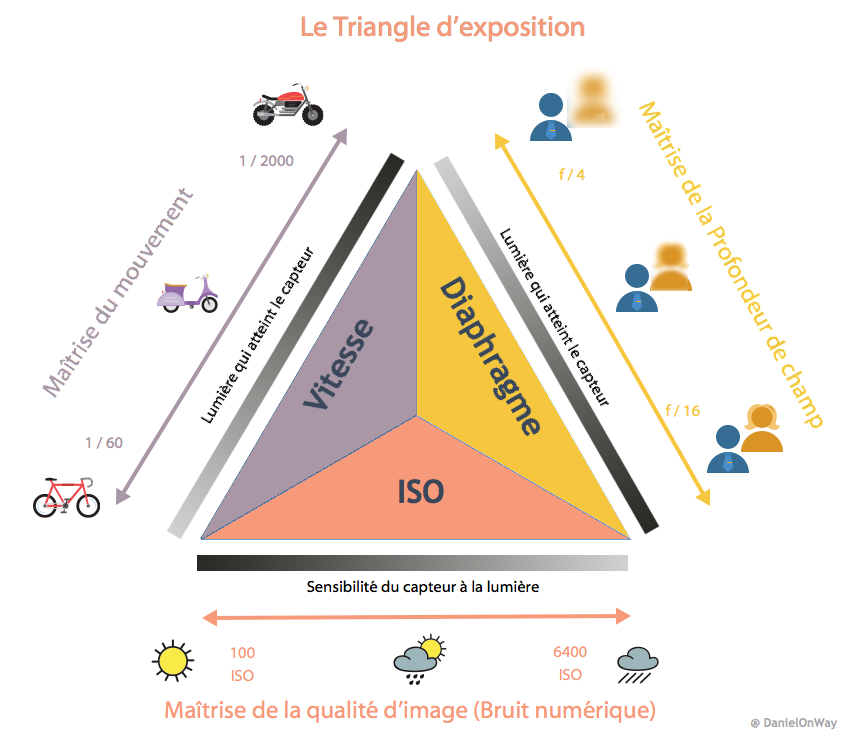 Le Triangle d’exposition
1 / 2000
f / 4
Maîtrise du mouvement
Maîtrise de la Profondeur de champ
Lumière qui atteint le capteur
Lumière qui atteint le capteur
Vitesse
Diaphragme
f / 16
1 / 60
ISO
Sensibilité du capteur à la lumière
100
ISO
6400
ISO
Maîtrise de la qualité d’image (Bruit numérique)
@ DanielOnWay